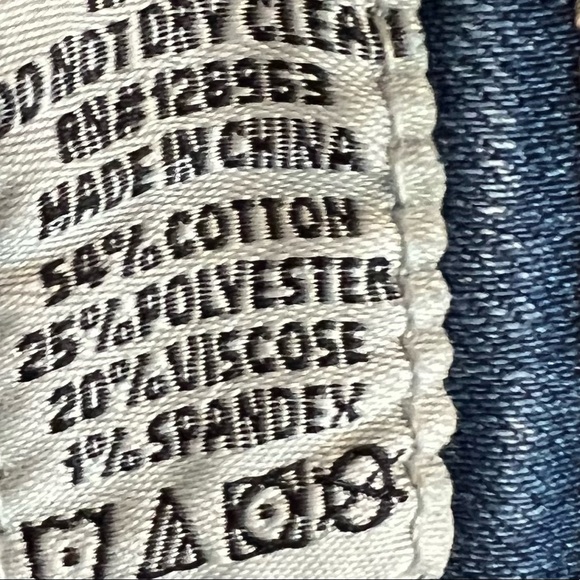 DO NOT DRY CLEAN
RN# 128963
MADE IN CHINA
54% COTTON
25% POLYESTER
20% VISCOSE
1% SPANDEX